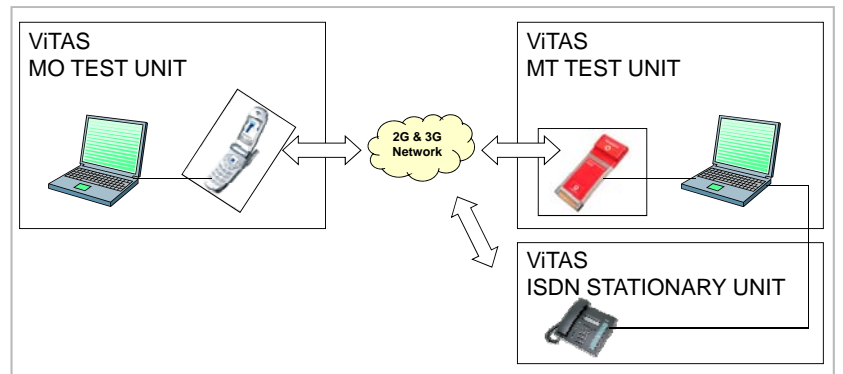 ViTAS
MO TEST UNIT
2G & 3G
Network
ViTAS
MT TEST UNIT
ViTAS
ISDN STATIONARY UNIT